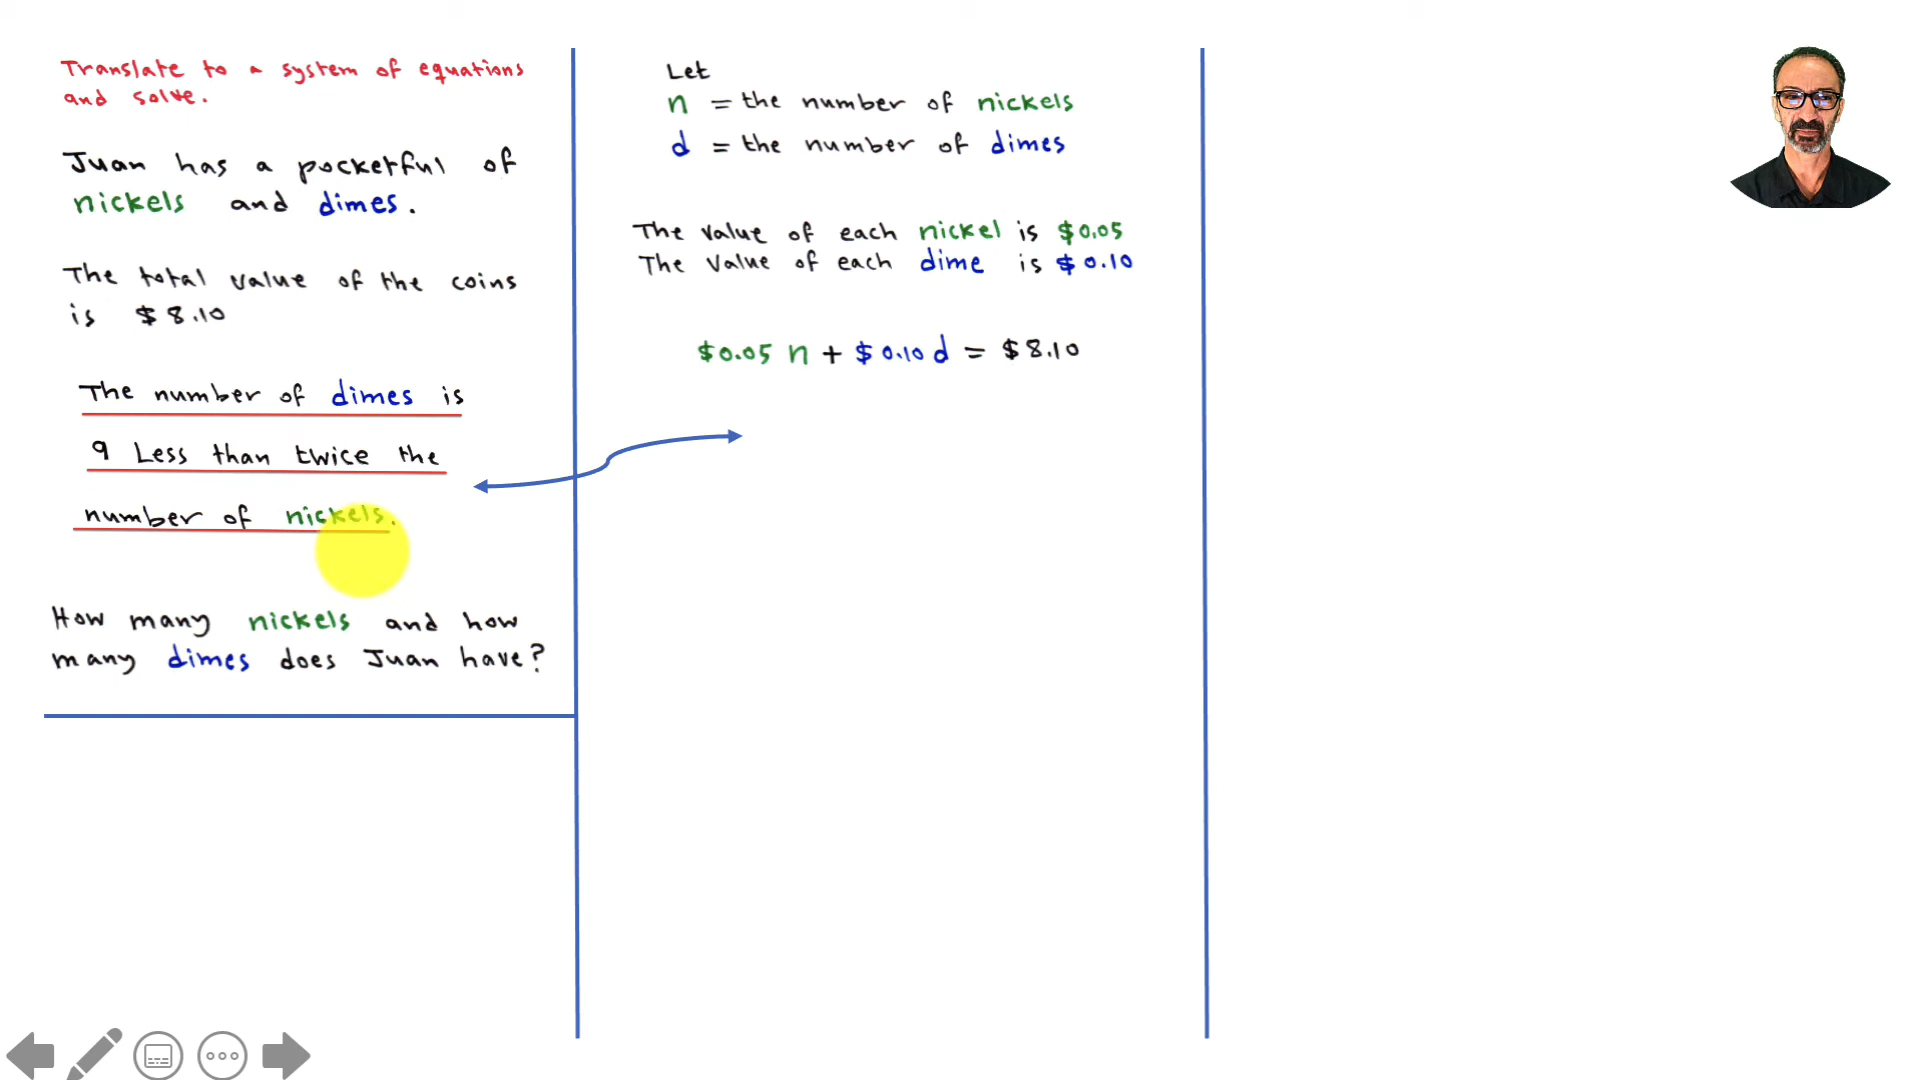 Translate to a system of equations
and solve.
Juan has a pocketful of
nickels and dimes.
The total value of the coins
is $8.10
The number of dimes is
9 Less than twice the
number of nickels.
How many nickels and how
many dimes does Juan have?
Let
n = the number of nickels
d = the number of dimes
The value of each nickel is $0.05
The value of each dime is $0.10
$0.05 n + $0.10 d = $8.10